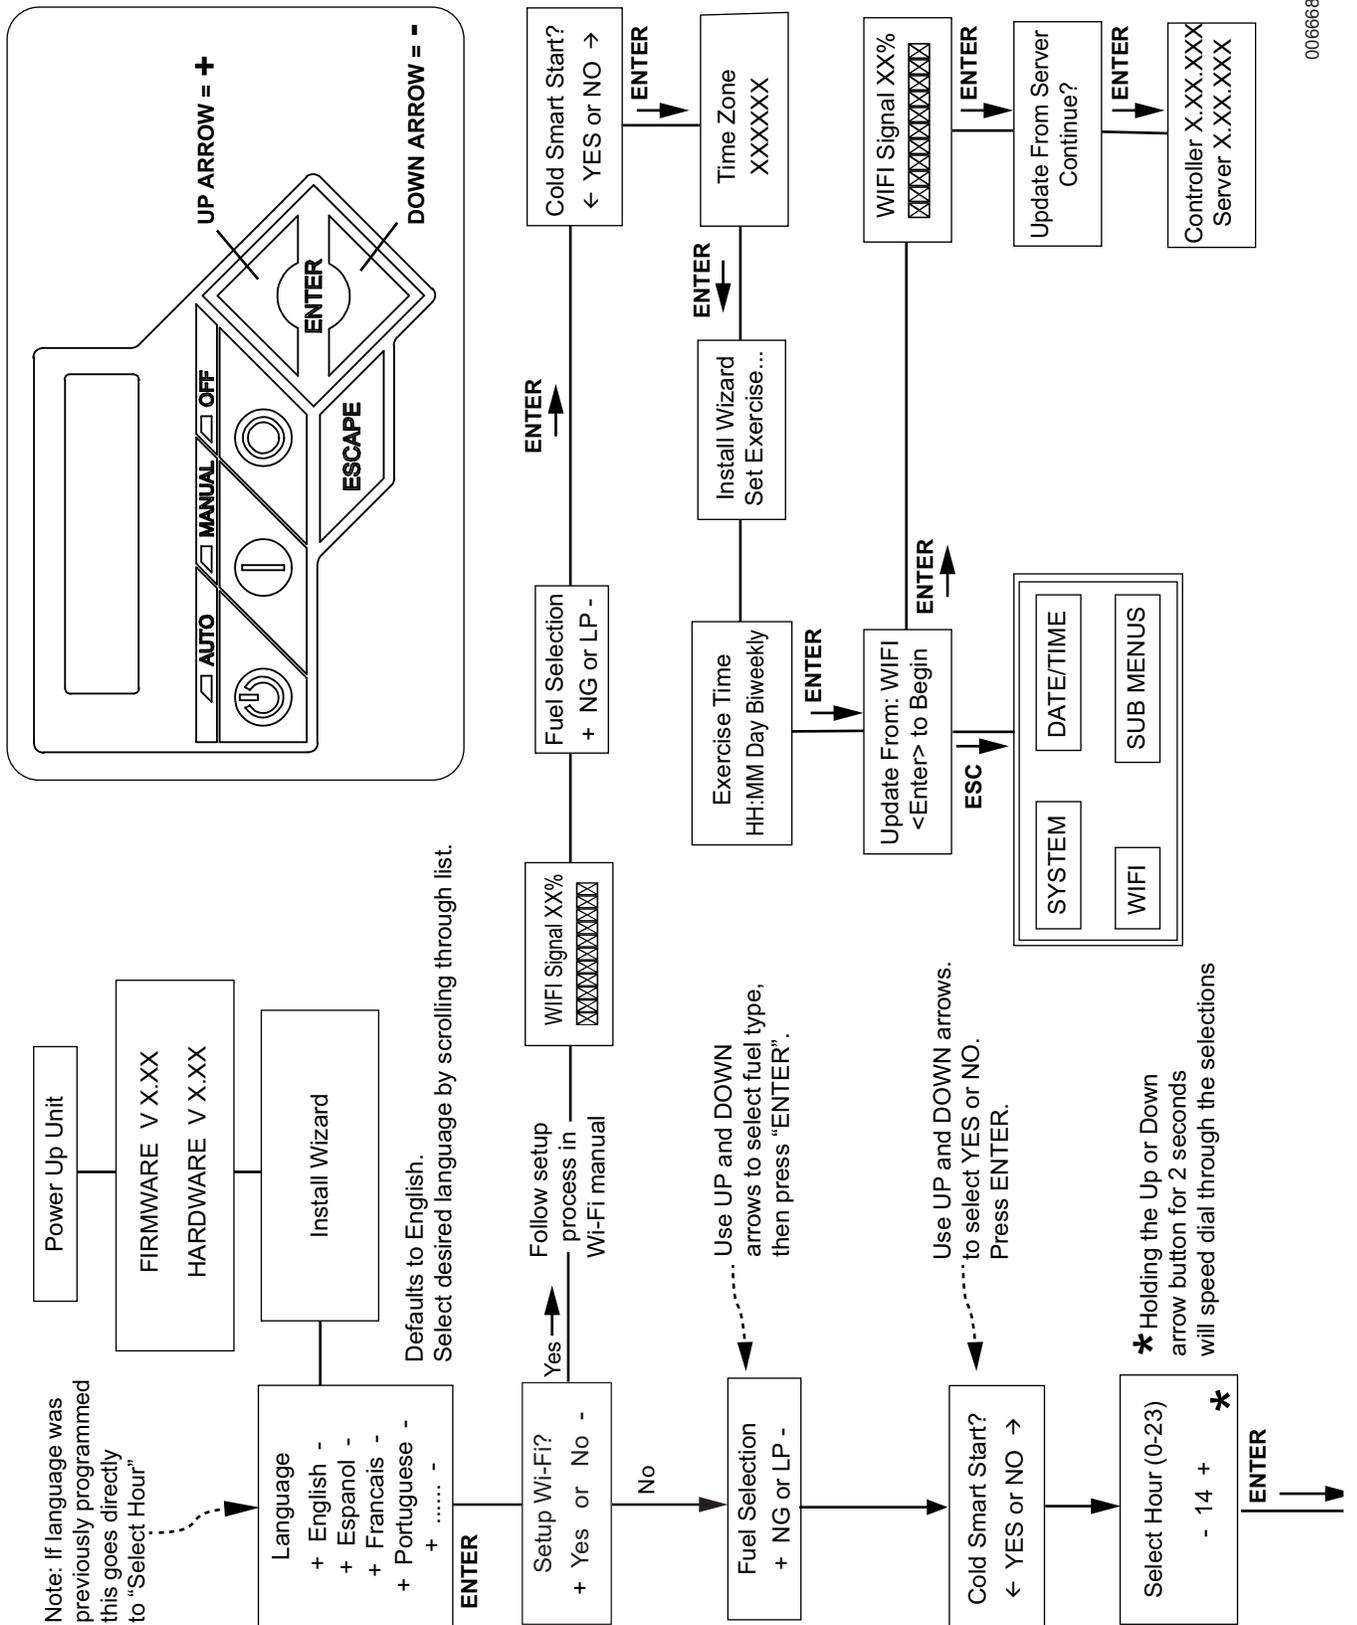 Note: If language was
previously programmed
this goes directly
to “Select Hour”
Power Up Unit
FIRMWARE V X.XX
HARDWARE V X.XX
Install Wizard
Language
+ English -
+ Espanol -
+ Francais -
+ Portuguese -
+ ...... -
Defaults to English.
Select desired language by scrolling through list.
ENTER
AUTO
MANUAL
OFF
ESCAPE
ENTER
UP ARROW = +
DOWN ARROW = -
Setup Wi-Fi?
+ Yes or No -
Yes
Follow setup
process in
Wi-Fi manual
WIFI Signal XX%
Fuel Selection
+ NG or LP -
ENTER
Cold Smart Start?
← YES or NO →
ENTER
Time Zone
XXXXXX
ENTER
Install Wizard
Set Exercise...
Exercise Time
HH:MM Day Biweekly
ENTER
Update From: WIFI
<Enter> to Begin
ENTER
WIFI Signal XX%
ENTER
Update From Server
Continue?
ENTER
Controller X.XX.XXX
Server X.XX.XXX
ESC
SYSTEM
DATE/TIME
WIFI
SUB MENUS
No
Fuel Selection
+ NG or LP -
Use UP and DOWN
arrows to select fuel type,
then press “ENTER”.
Cold Smart Start?
← YES or NO →
Use UP and DOWN arrows.
to select YES or NO.
Press ENTER.
Select Hour (0-23)
- 14 +
*
*Holding the Up or Down
arrow button for 2 seconds
will speed dial through the selections
ENTER
006668